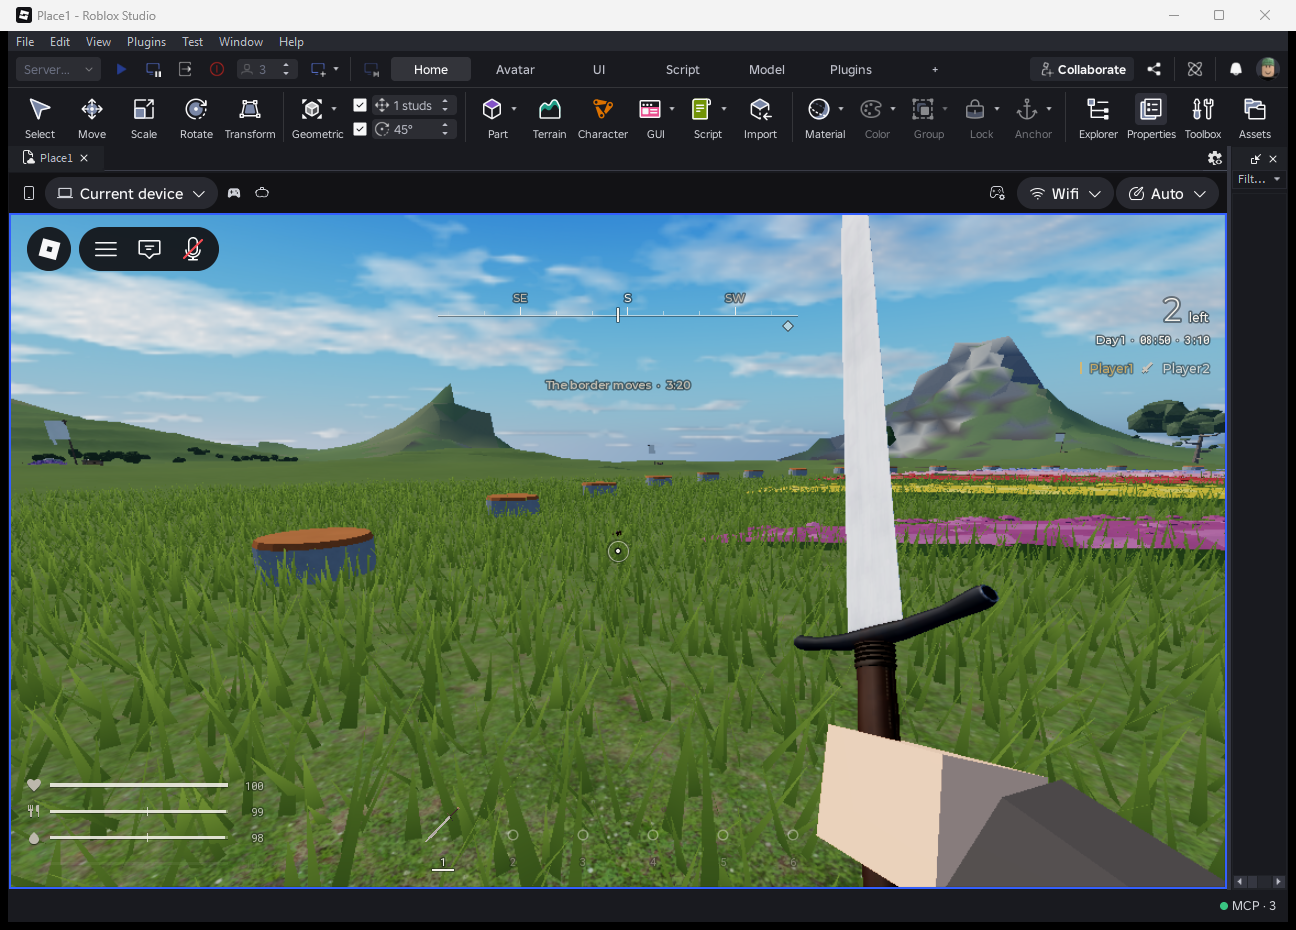 Place1 - Roblox Studio
File Edit View Plugins Test Window Help
Server... 3 Home Avatar UI Script Model Plugins + Collaborate
1 studs
45°
Select Move Scale Rotate Transform Geometric Part Terrain Character GUI Script Import Material Color Group Lock Anchor Explorer Properties Toolbox Assets
Place1
Filt...
Current device Wifi Auto
SE S SW
2 left
Day1 · 08:50 · 3:10
Player1 Player2
The border moves · 3:20
100
99
98
1 2 3 4 5 6
MCP · 3